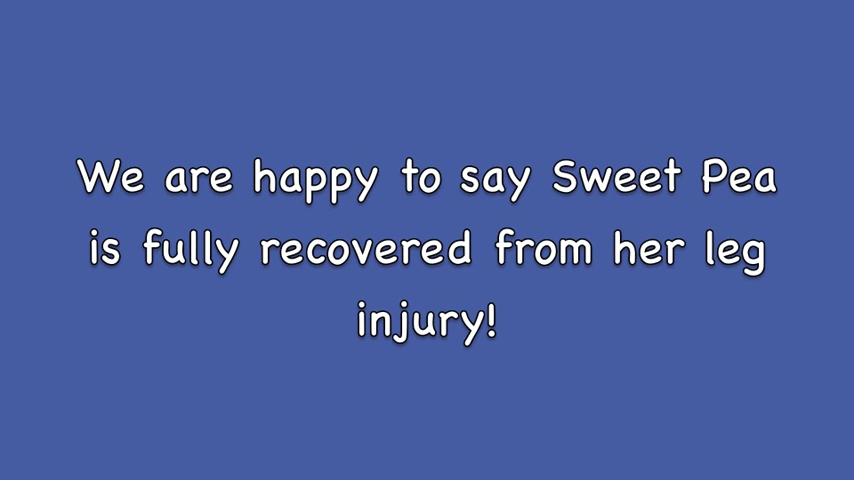 We are happy to say Sweet Pea
is fully recovered from her leg
injury!